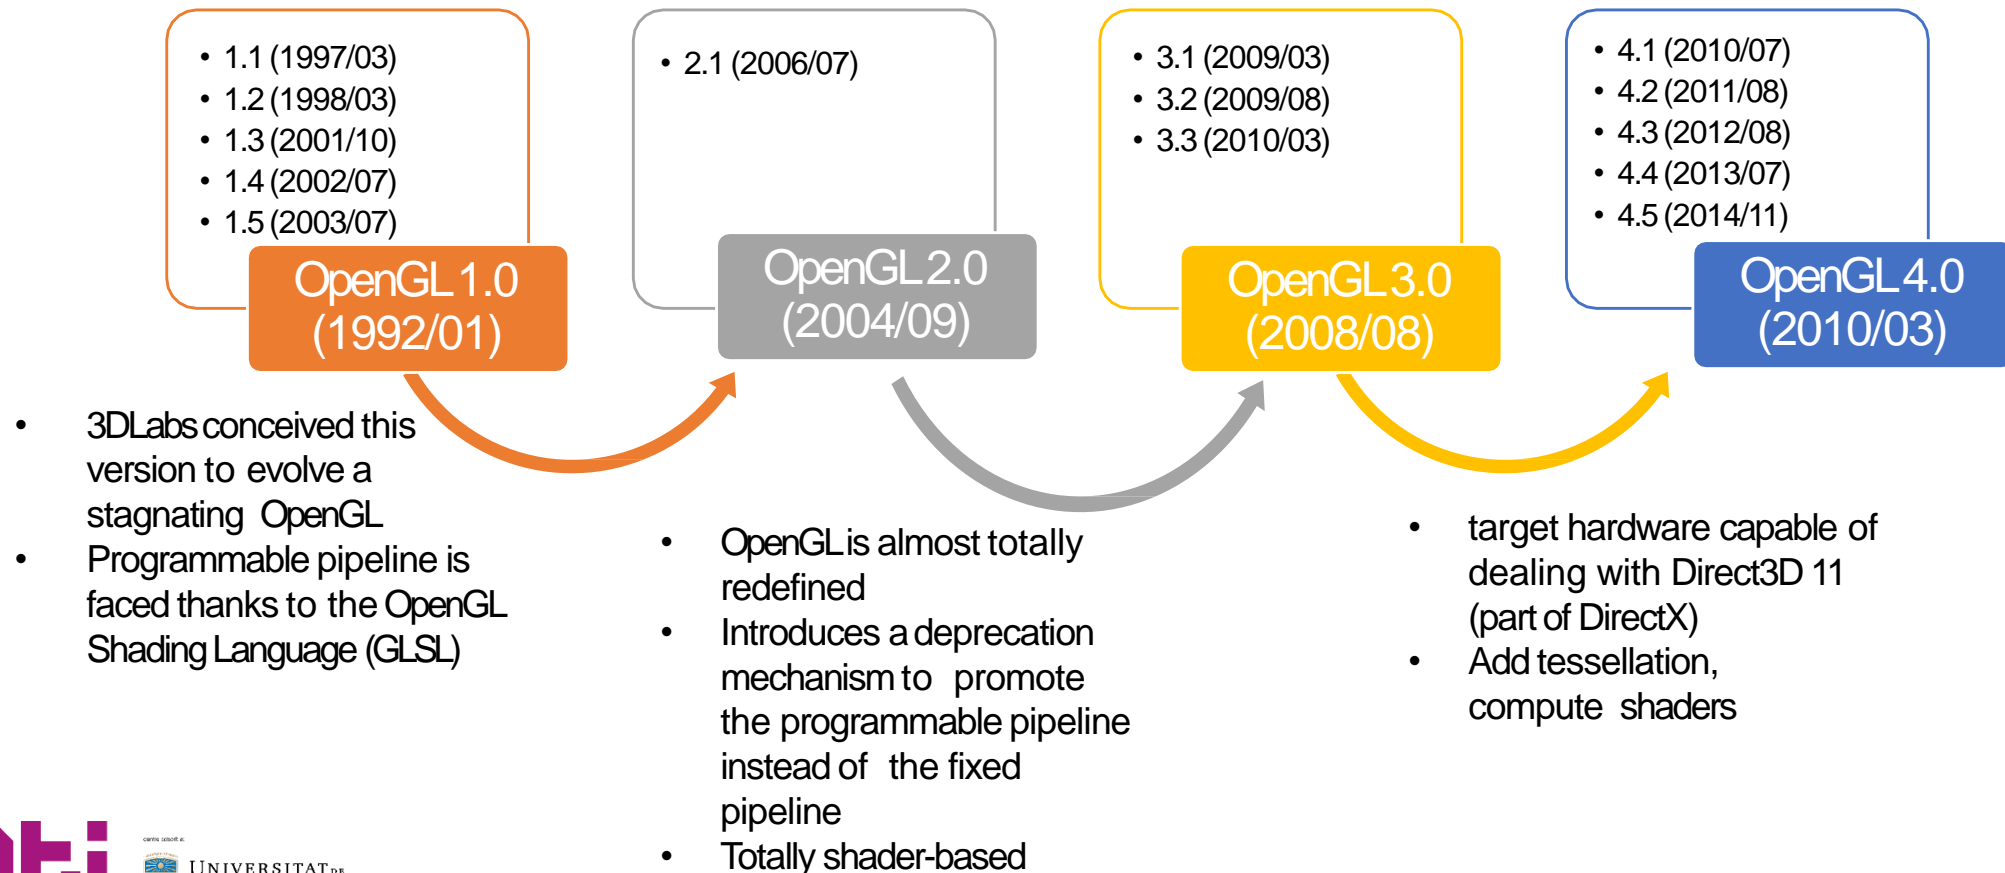 • 1.1 (1997/03)
• 1.2 (1998/03)
• 1.3 (2001/10)
• 1.4 (2002/07)
• 1.5 (2003/07)
OpenGL 1.0
(1992/01)
• 2.1 (2006/07)
OpenGL 2.0
(2004/09)
• 3.1 (2009/03)
• 3.2 (2009/08)
• 3.3 (2010/03)
OpenGL 3.0
(2008/08)
• 4.1 (2010/07)
• 4.2 (2011/08)
• 4.3 (2012/08)
• 4.4 (2013/07)
• 4.5 (2014/11)
OpenGL 4.0
(2010/03)
• 3DLabs conceived this
version to evolve a
stagnating OpenGL
• Programmable pipeline is
faced thanks to the OpenGL
Shading Language (GLSL)
• OpenGL is almost totally
redefined
• Introduces a deprecation
mechanism to promote
the programmable pipeline
instead of the fixed
pipeline
• Totally shader-based
• target hardware capable of
dealing with Direct3D 11
(part of DirectX)
• Add tessellation,
compute shaders
UNIVERSITAT DE